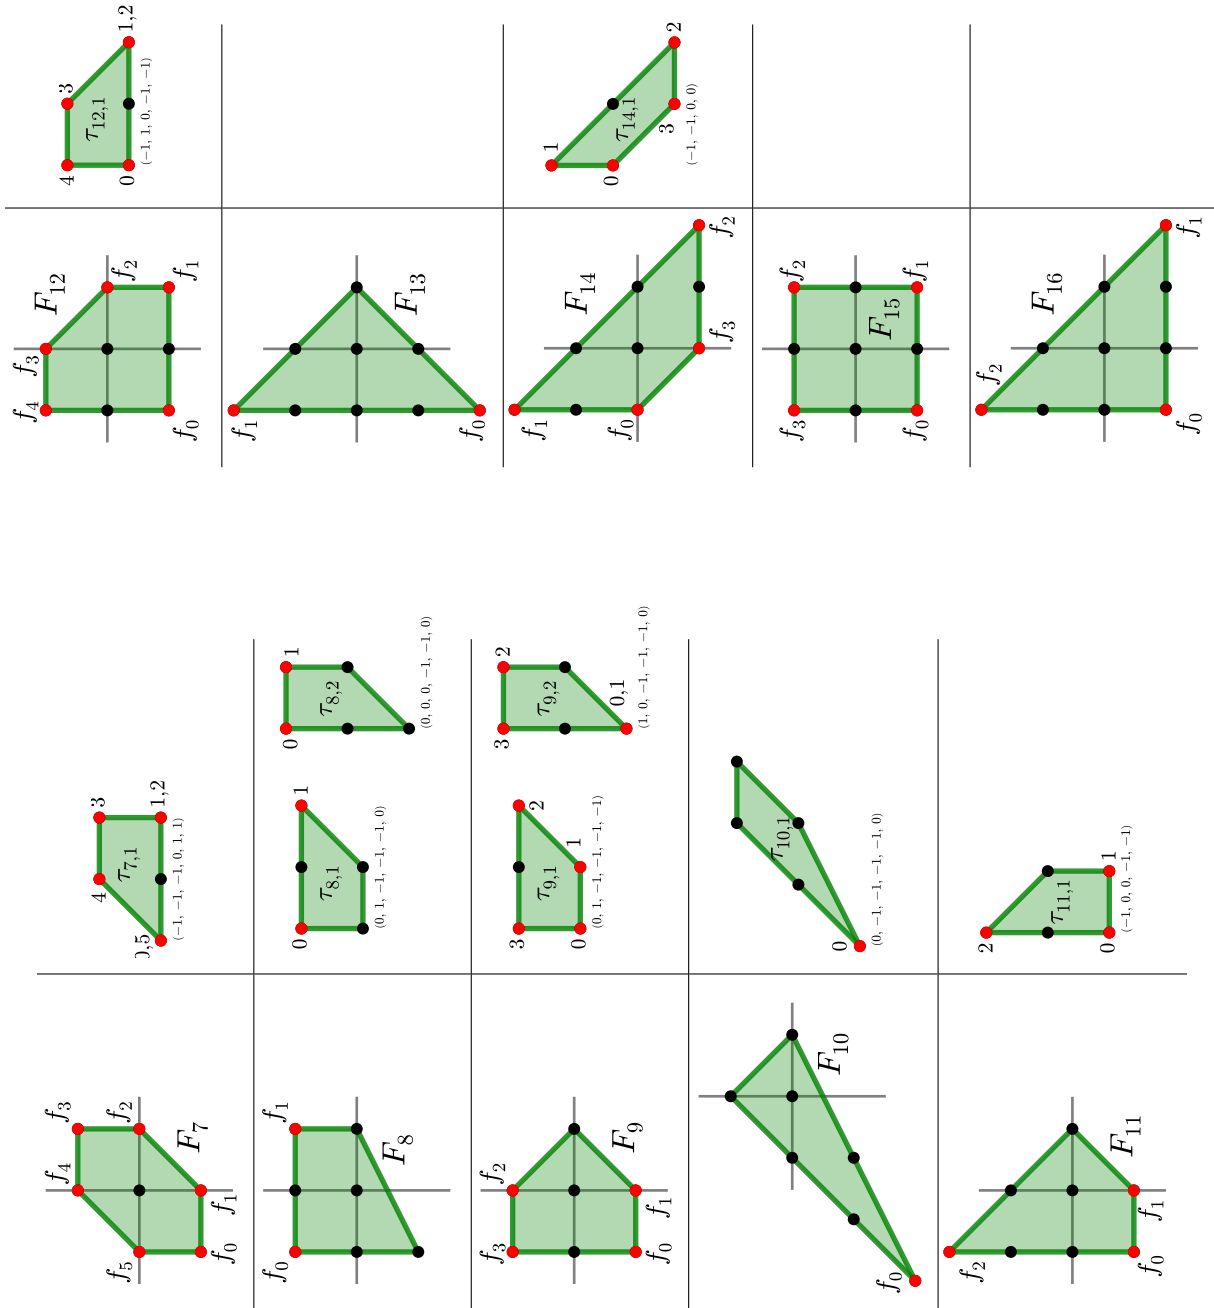 f₀
f₁
f₂
f₃
f₄
f₅
F₇
τ₇,₁
0,5
1,2
3
4
(−1, −1, −1, 0, 1, 1)
f₀
f₁
F₈
τ₈,₁
0
1
(0, 1, −1, −1, −1, 0)
τ₈,₂
0
1
(0, 0, 0, −1, −1, 0)
f₀
f₁
f₂
f₃
F₉
τ₉,₁
0
1
2
3
(0, 1, −1, −1, −1, −1)
τ₉,₂
0,1
2
3
(1, 0, −1, −1, −1, 0)
f₀
F₁₀
τ₁₀,₁
0
(0, −1, −1, −1, −1, 0)
f₀
f₁
f₂
F₁₁
τ₁₁,₁
0
1
2
(−1, 0, 0, −1, −1)
f₀
f₁
f₂
f₃
f₄
F₁₂
τ₁₂,₁
0
1,2
3
4
(−1, 1, 0, −1, −1)
f₀
f₁
F₁₃
f₀
f₁
f₂
f₃
F₁₄
τ₁₄,₁
0
1
2
3
(−1, −1, 0, 0)
f₀
f₁
f₂
f₃
F₁₅
f₀
f₁
f₂
F₁₆